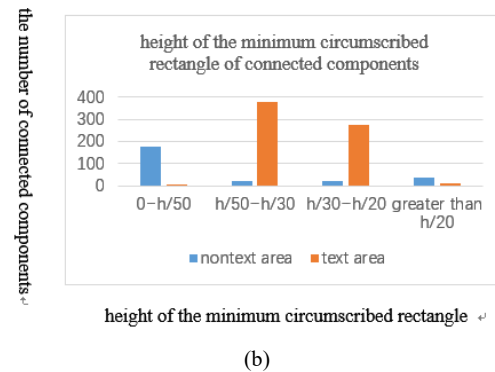 the number of connected components↵
height of the minimum circumscribed
rectangle of connected components
400
300
200
100
0
0-h/50
h/50-h/30
h/30-h/20
greater than
h/20
nontext area
text area
height of the minimum circumscribed rectangle ↵
(b)